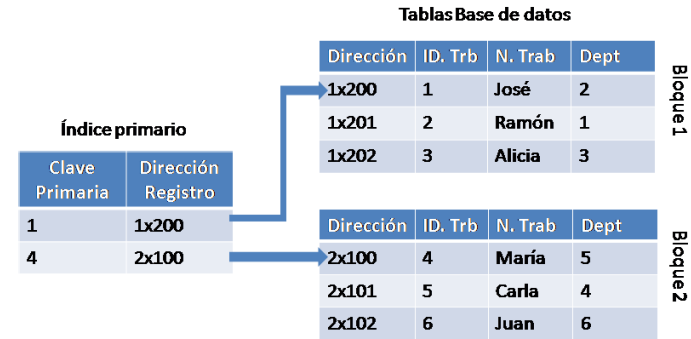 Tablas Base de datos
Dirección ID. Trb N. Trab Dept
1x200 1 José 2
1x201 2 Ramón 1
1x202 3 Alicia 3
Bloque 1
Índice primario
Clave Primaria Dirección Registro
1 1x200
4 2x100
Dirección ID. Trb N. Trab Dept
2x100 4 María 5
2x101 5 Carla 4
2x102 6 Juan 6
Bloque 2